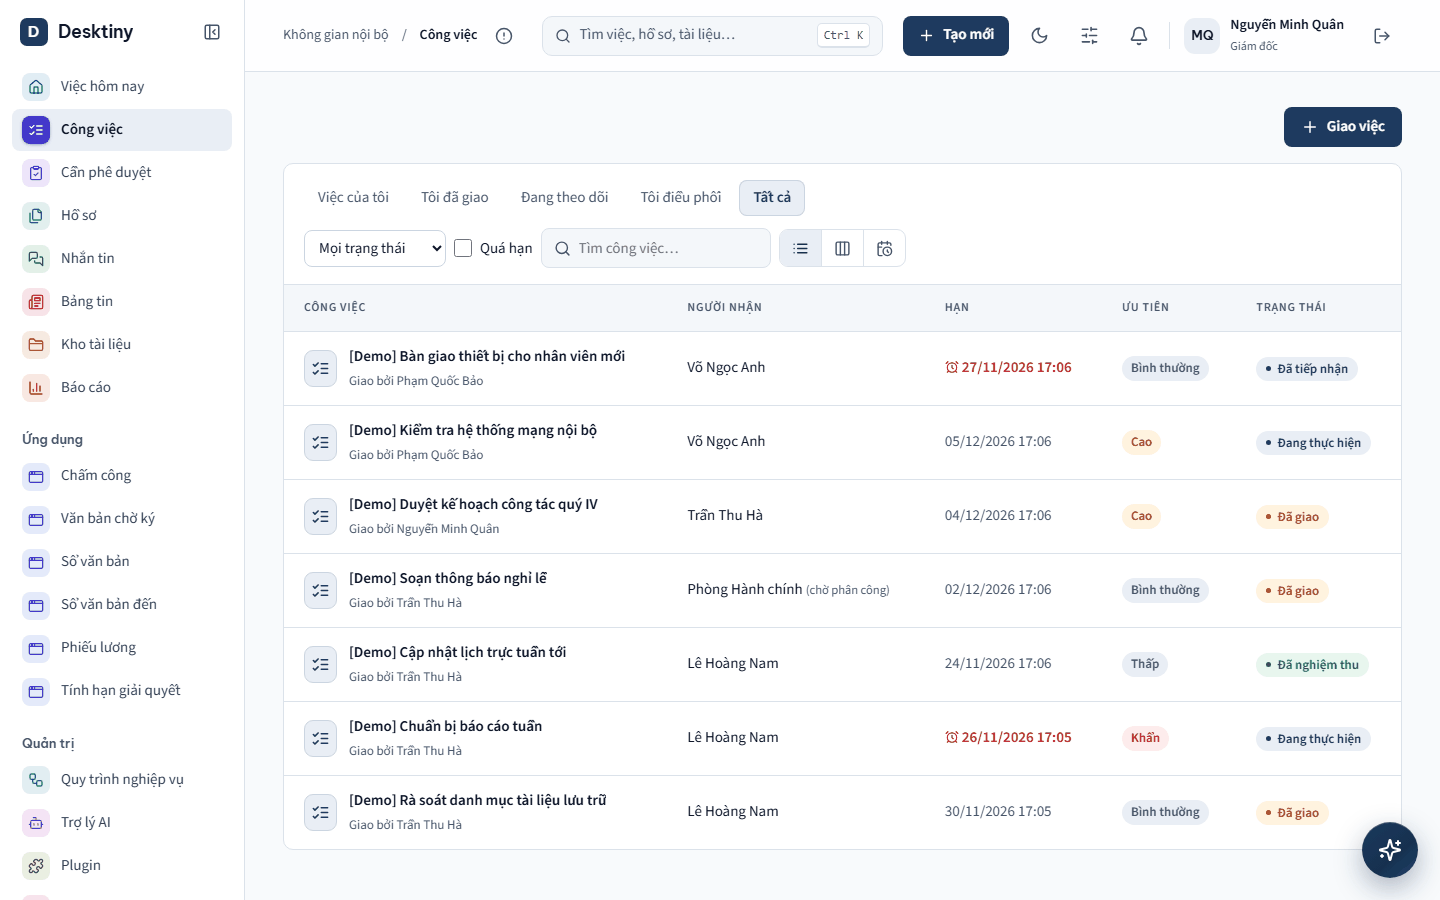 D Desktiny
Việc hôm nay
Công việc
Cần phê duyệt
Hồ sơ
Nhắn tin
Bảng tin
Kho tài liệu
Báo cáo
Ứng dụng
Chấm công
Văn bản chờ ký
Sổ văn bản
Sổ văn bản đến
Phiếu lương
Tính hạn giải quyết
Quản trị
Quy trình nghiệp vụ
Trợ lý AI
Plugin
Không gian nội bộ / Công việc
Tìm việc, hồ sơ, tài liệu... Ctrl K
Tạo mới
MQ
Nguyễn Minh Quân
Giám đốc
Giao việc
Việc của tôi Tôi đã giao Đang theo dõi Tôi điều phối Tất cả
Mọi trạng thái Quá hạn Tìm công việc...
CÔNG VIỆC NGƯỜI NHẬN HẠN ƯU TIÊN TRẠNG THÁI
[Demo] Bàn giao thiết bị cho nhân viên mới
Giao bởi Phạm Quốc Bảo
Võ Ngọc Anh 27/11/2026 17:06 Bình thường Đã tiếp nhận
[Demo] Kiểm tra hệ thống mạng nội bộ
Giao bởi Phạm Quốc Bảo
Võ Ngọc Anh 05/12/2026 17:06 Cao Đang thực hiện
[Demo] Duyệt kế hoạch công tác quý IV
Giao bởi Nguyễn Minh Quân
Trần Thu Hà 04/12/2026 17:06 Cao Đã giao
[Demo] Soạn thông báo nghỉ lễ
Giao bởi Trần Thu Hà
Phòng Hành chính (chờ phân công) 02/12/2026 17:06 Bình thường Đã giao
[Demo] Cập nhật lịch trực tuần tới
Giao bởi Trần Thu Hà
Lê Hoàng Nam 24/11/2026 17:06 Thấp Đã nghiệm thu
[Demo] Chuẩn bị báo cáo tuần
Giao bởi Trần Thu Hà
Lê Hoàng Nam 26/11/2026 17:05 Khẩn Đang thực hiện
[Demo] Rà soát danh mục tài liệu lưu trữ
Giao bởi Trần Thu Hà
Lê Hoàng Nam 30/11/2026 17:05 Bình thường Đã giao